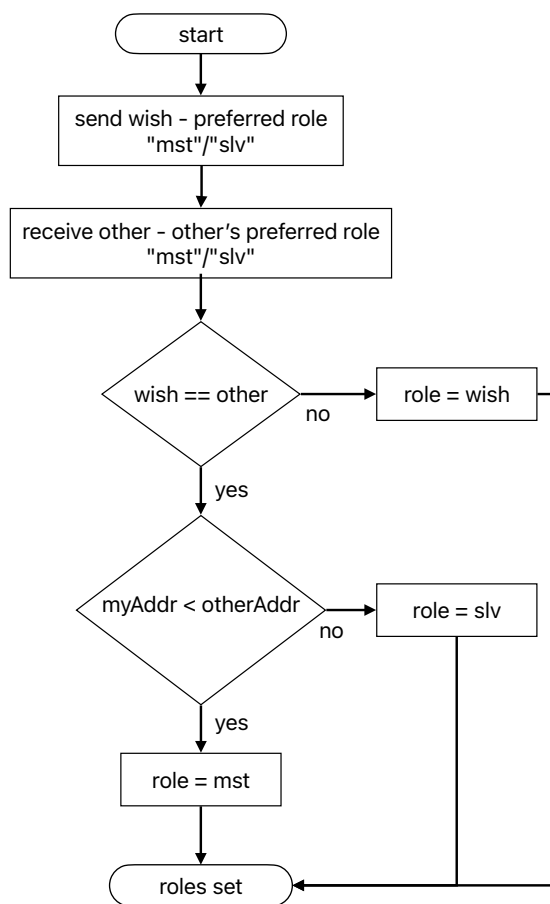 start
send wish - preferred role
"mst"/"slv"
receive other - other's preferred role
"mst"/"slv"
wish == other
no
role = wish
yes
myAddr < otherAddr
no
role = slv
yes
role = mst
roles set